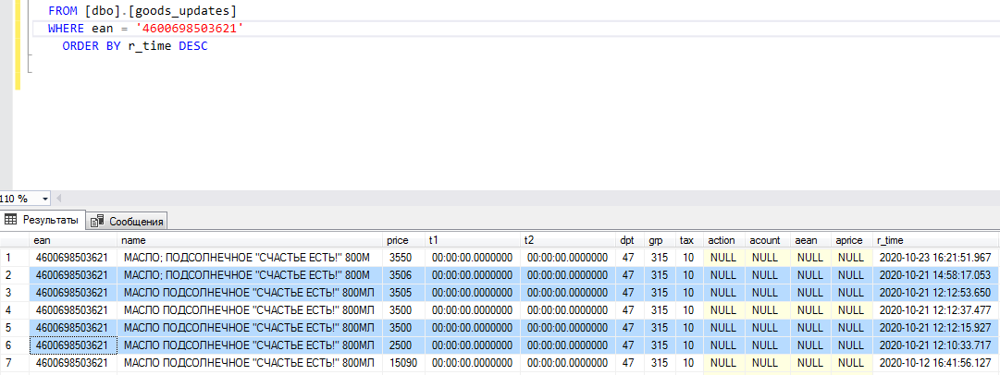 FROM [dbo].[goods_updates]
WHERE ean = '4600698503621'
ORDER BY r_time DESC
110 %
Результаты Сообщения
ean name price t1 t2 dpt grp tax action acount aean aprice r_time
1 4600698503621 МАСЛО; ПОДСОЛНЕЧНОЕ "СЧАСТЬЕ ЕСТЬ!" 800М 3550 00:00:00.0000000 00:00:00.0000000 47 315 10 NULL NULL NULL NULL 2020-10-23 16:21:51.967
2 4600698503621 МАСЛО; ПОДСОЛНЕЧНОЕ "СЧАСТЬЕ ЕСТЬ!" 800М 3506 00:00:00.0000000 00:00:00.0000000 47 315 10 NULL NULL NULL NULL 2020-10-21 14:58:17.053
3 4600698503621 МАСЛО ПОДСОЛНЕЧНОЕ "СЧАСТЬЕ ЕСТЬ!" 800МЛ 3505 00:00:00.0000000 00:00:00.0000000 47 315 10 NULL NULL NULL NULL 2020-10-21 12:12:53.650
4 4600698503621 МАСЛО ПОДСОЛНЕЧНОЕ "СЧАСТЬЕ ЕСТЬ!" 800МЛ 3500 00:00:00.0000000 00:00:00.0000000 47 315 10 NULL NULL NULL NULL 2020-10-21 12:12:37.477
5 4600698503621 МАСЛО ПОДСОЛНЕЧНОЕ "СЧАСТЬЕ ЕСТЬ!" 800МЛ 3500 00:00:00.0000000 00:00:00.0000000 47 315 10 NULL NULL NULL NULL 2020-10-21 12:12:15.927
6 4600698503621 МАСЛО ПОДСОЛНЕЧНОЕ "СЧАСТЬЕ ЕСТЬ!" 800МЛ 2500 00:00:00.0000000 00:00:00.0000000 47 315 10 NULL NULL NULL NULL 2020-10-21 12:10:33.717
7 4600698503621 МАСЛО ПОДСОЛНЕЧНОЕ "СЧАСТЬЕ ЕСТЬ!" 800МЛ 15090 00:00:00.0000000 00:00:00.0000000 47 315 10 NULL NULL NULL NULL 2020-10-12 16:41:56.127